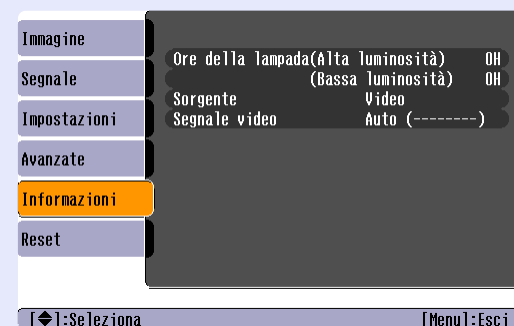 Immagine
Segnale
Impostazioni
Avanzate
Informazioni
Reset
Ore della lampada(Alta luminosità) 0H
(Bassa luminosità) 0H
Sorgente Video
Segnale video Auto (--------)
[◆]:Seleziona [Menu]:Esci